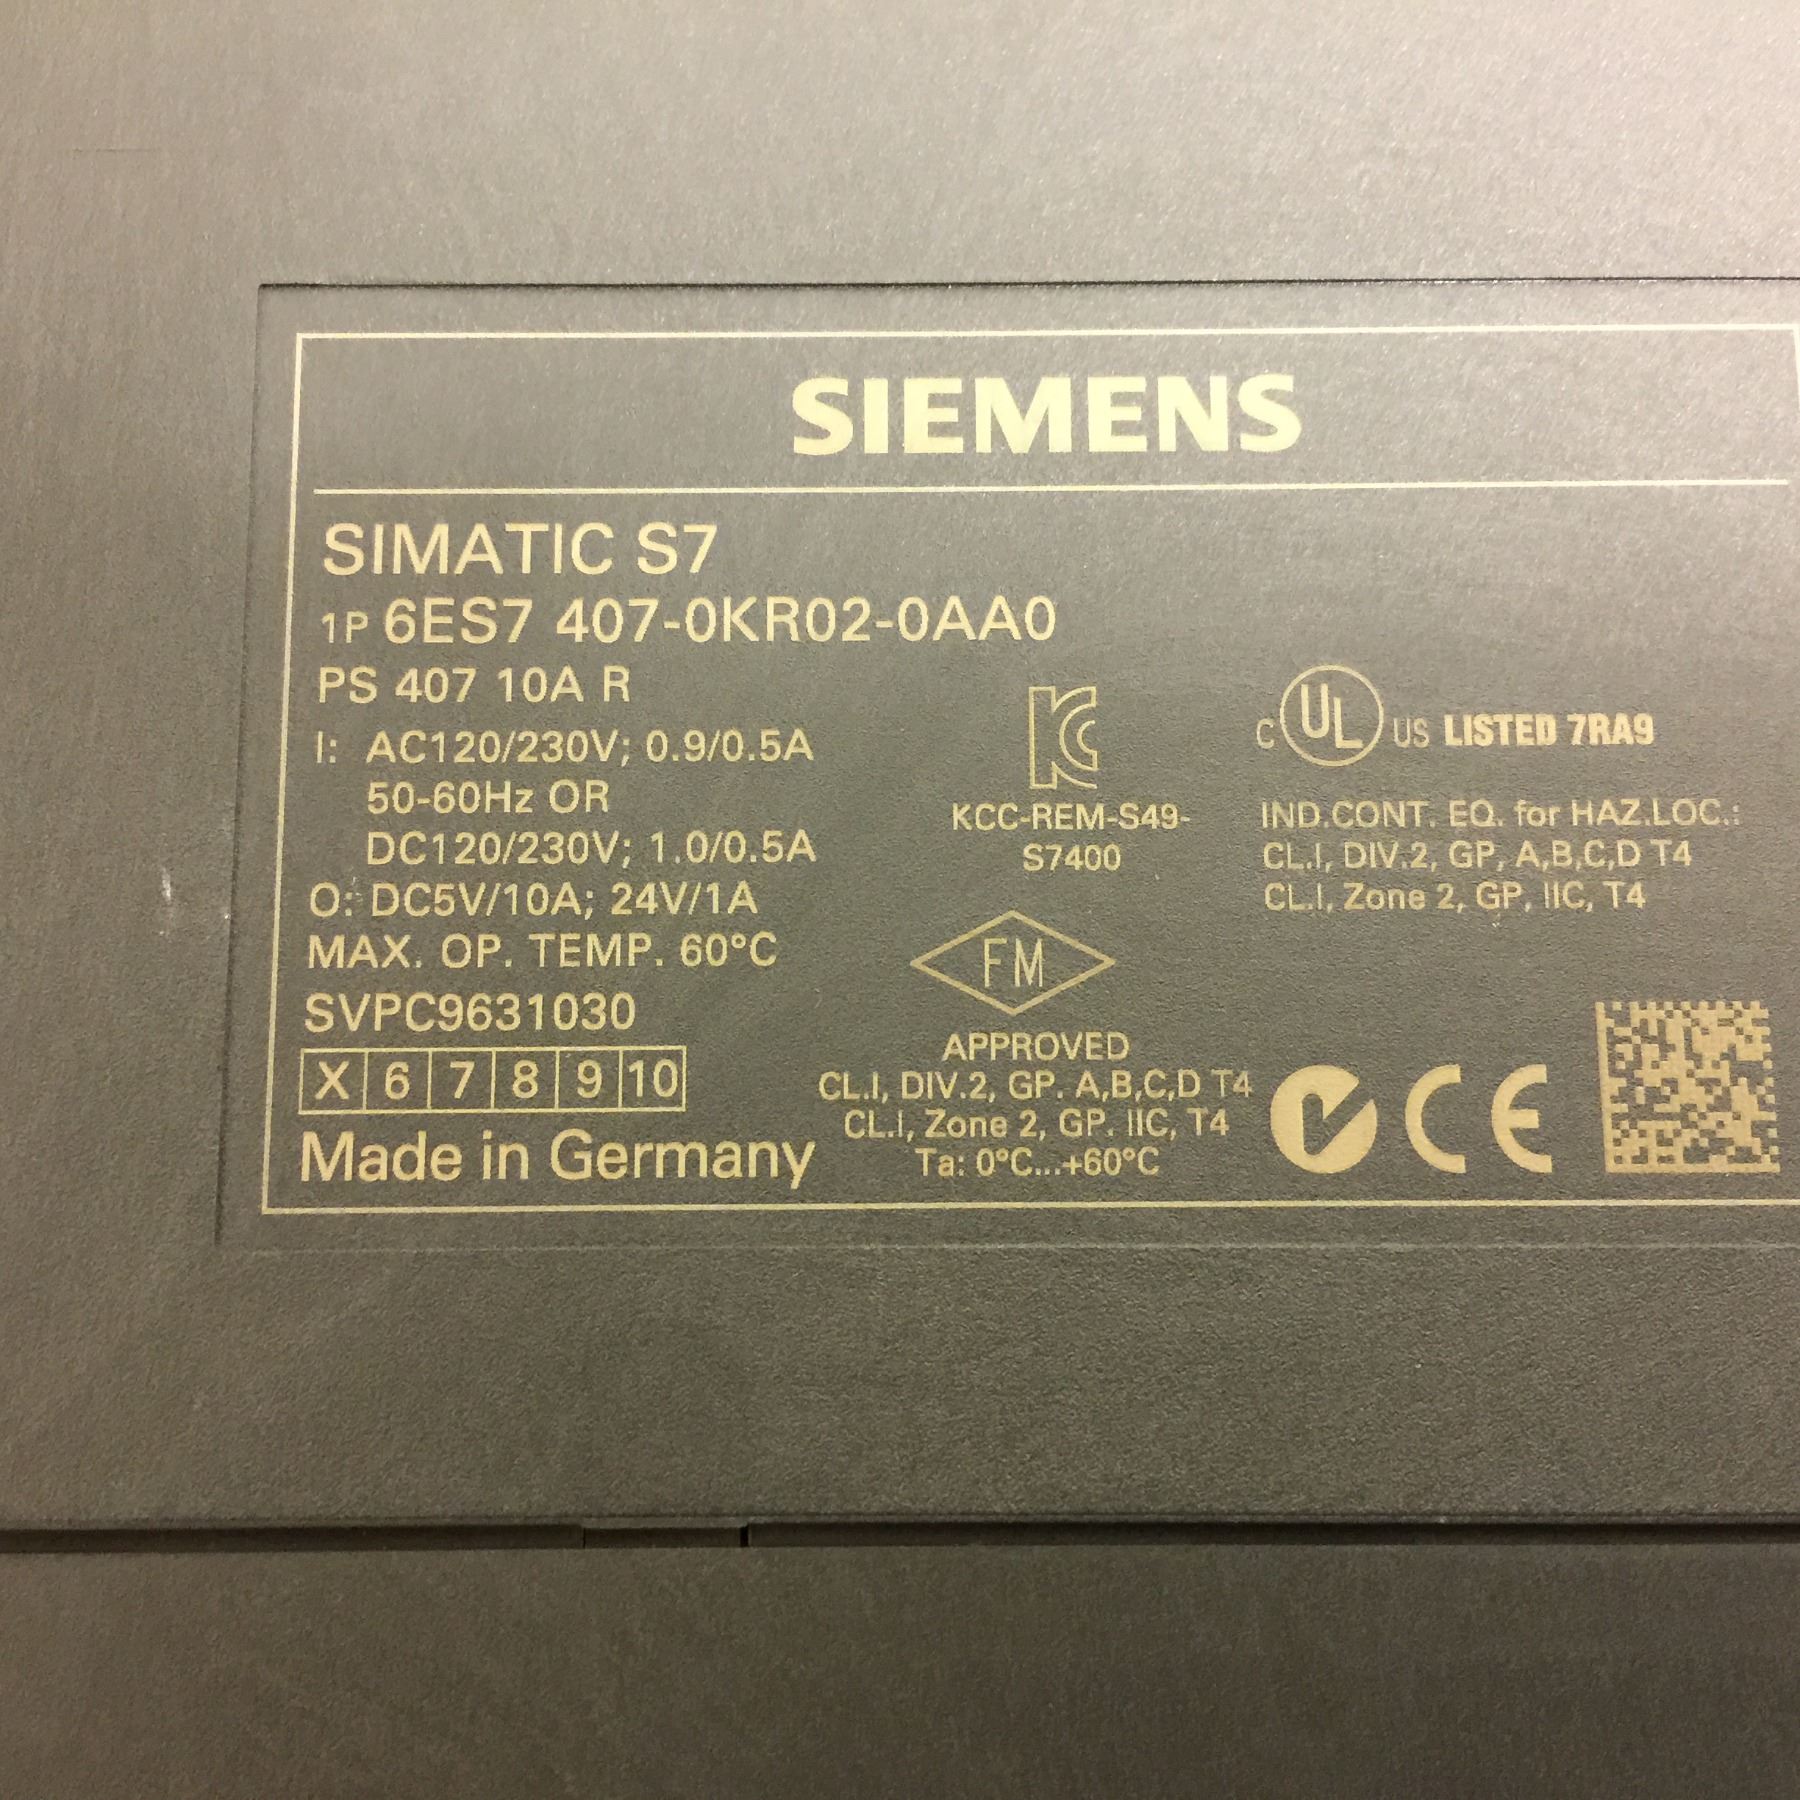 SIEMENS
SIMATIC S7
1P 6ES7 407-0KR02-0AA0
PS 407 10A R
I: AC120/230V; 0.9/0.5A
50-60Hz OR
DC120/230V; 1.0/0.5A
O: DC5V/10A; 24V/1A
MAX. OP. TEMP. 60°C
SVPC9631030
X 6 7 8 9 10
Made in Germany
KC
KCC-REM-S49-
S7400
FM
APPROVED
CL.I, DIV.2, GP. A,B,C,D T4
CL.I, Zone 2, GP. IIC, T4
Ta: 0°C...+60°C
C UL US LISTED 7RA9
IND.CONT. EQ. for HAZ.LOC.:
CL.I, DIV.2, GP, A,B,C,D T4
CL.I, Zone 2, GP, IIC, T4
CE